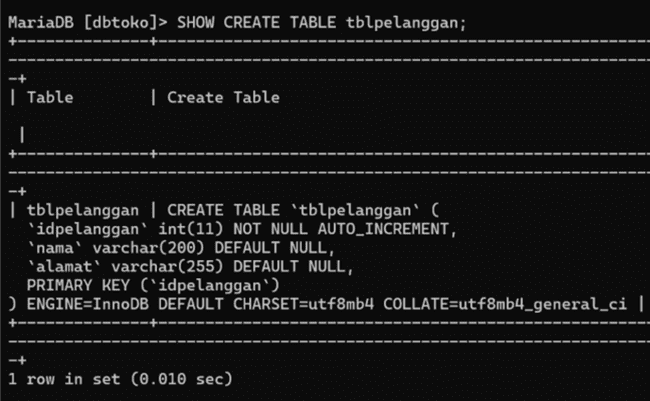 MariaDB [dbtoko]> SHOW CREATE TABLE tblpelanggan;
+--------------+--------------------------------------------------
------------------------------------------------------------------
-+
| Table        | Create Table

 |
+--------------+--------------------------------------------------
------------------------------------------------------------------
-+
| tblpelanggan | CREATE TABLE `tblpelanggan` (
  `idpelanggan` int(11) NOT NULL AUTO_INCREMENT,
  `nama` varchar(200) DEFAULT NULL,
  `alamat` varchar(255) DEFAULT NULL,
  PRIMARY KEY (`idpelanggan`)
) ENGINE=InnoDB DEFAULT CHARSET=utf8mb4 COLLATE=utf8mb4_general_ci |
+--------------+--------------------------------------------------
------------------------------------------------------------------
-+
1 row in set (0.010 sec)